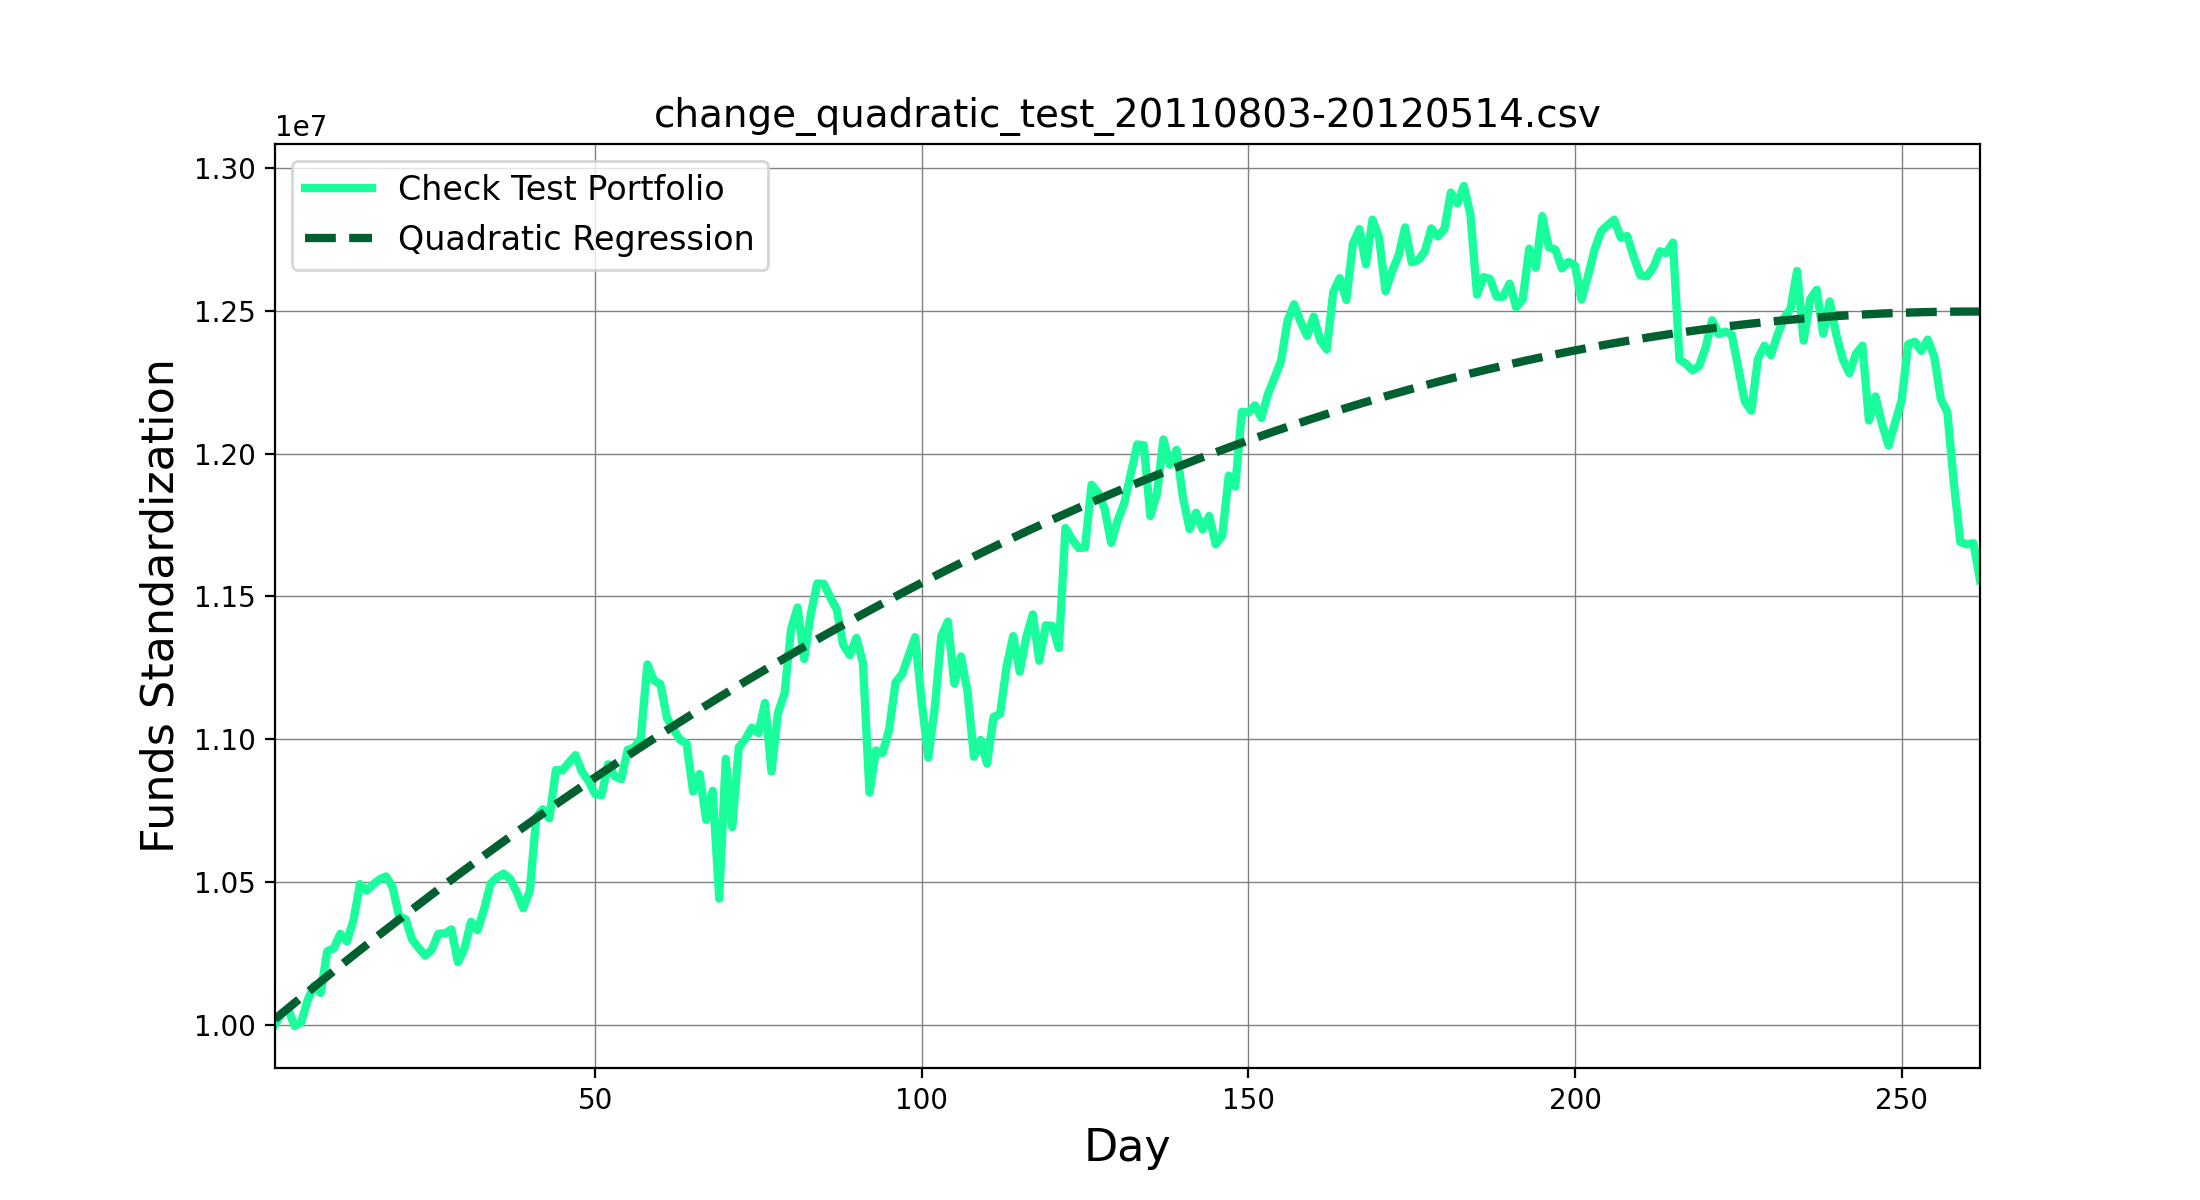 change_quadratic_test_20110803-20120514.csv
1e7
Check Test Portfolio
Quadratic Regression
Funds Standardization
1.30
1.25
1.20
1.15
1.10
1.05
1.00
50 100 150 200 250
Day